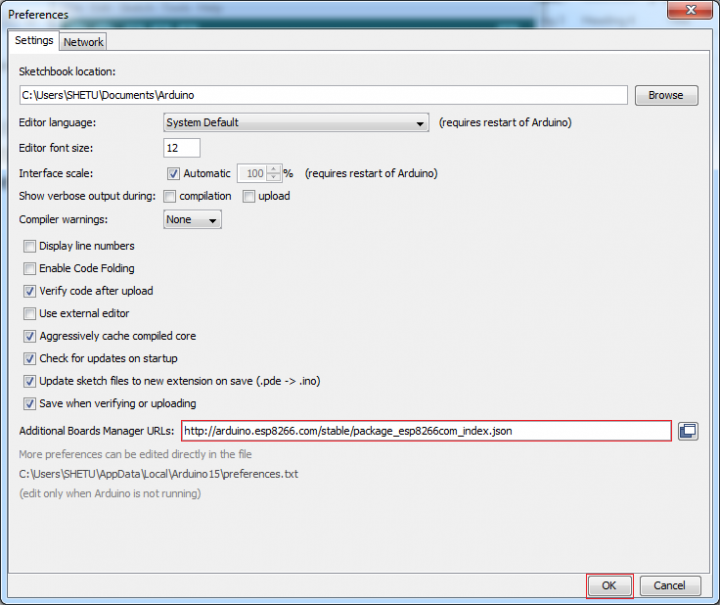 Preferences
Settings Network
Sketchbook location:
C:\Users\SHETU\Documents\Arduino Browse
Editor language: System Default (requires restart of Arduino)
Editor font size: 12
Interface scale: Automatic 100 % (requires restart of Arduino)
Show verbose output during: compilation upload
Compiler warnings: None
Display line numbers
Enable Code Folding
Verify code after upload
Use external editor
Aggressively cache compiled core
Check for updates on startup
Update sketch files to new extension on save (.pde -> .ino)
Save when verifying or uploading
Additional Boards Manager URLs: http://arduino.esp8266.com/stable/package_esp8266com_index.json
More preferences can be edited directly in the file
C:\Users\SHETU\AppData\Local\Arduino15\preferences.txt
(edit only when Arduino is not running)
OK Cancel